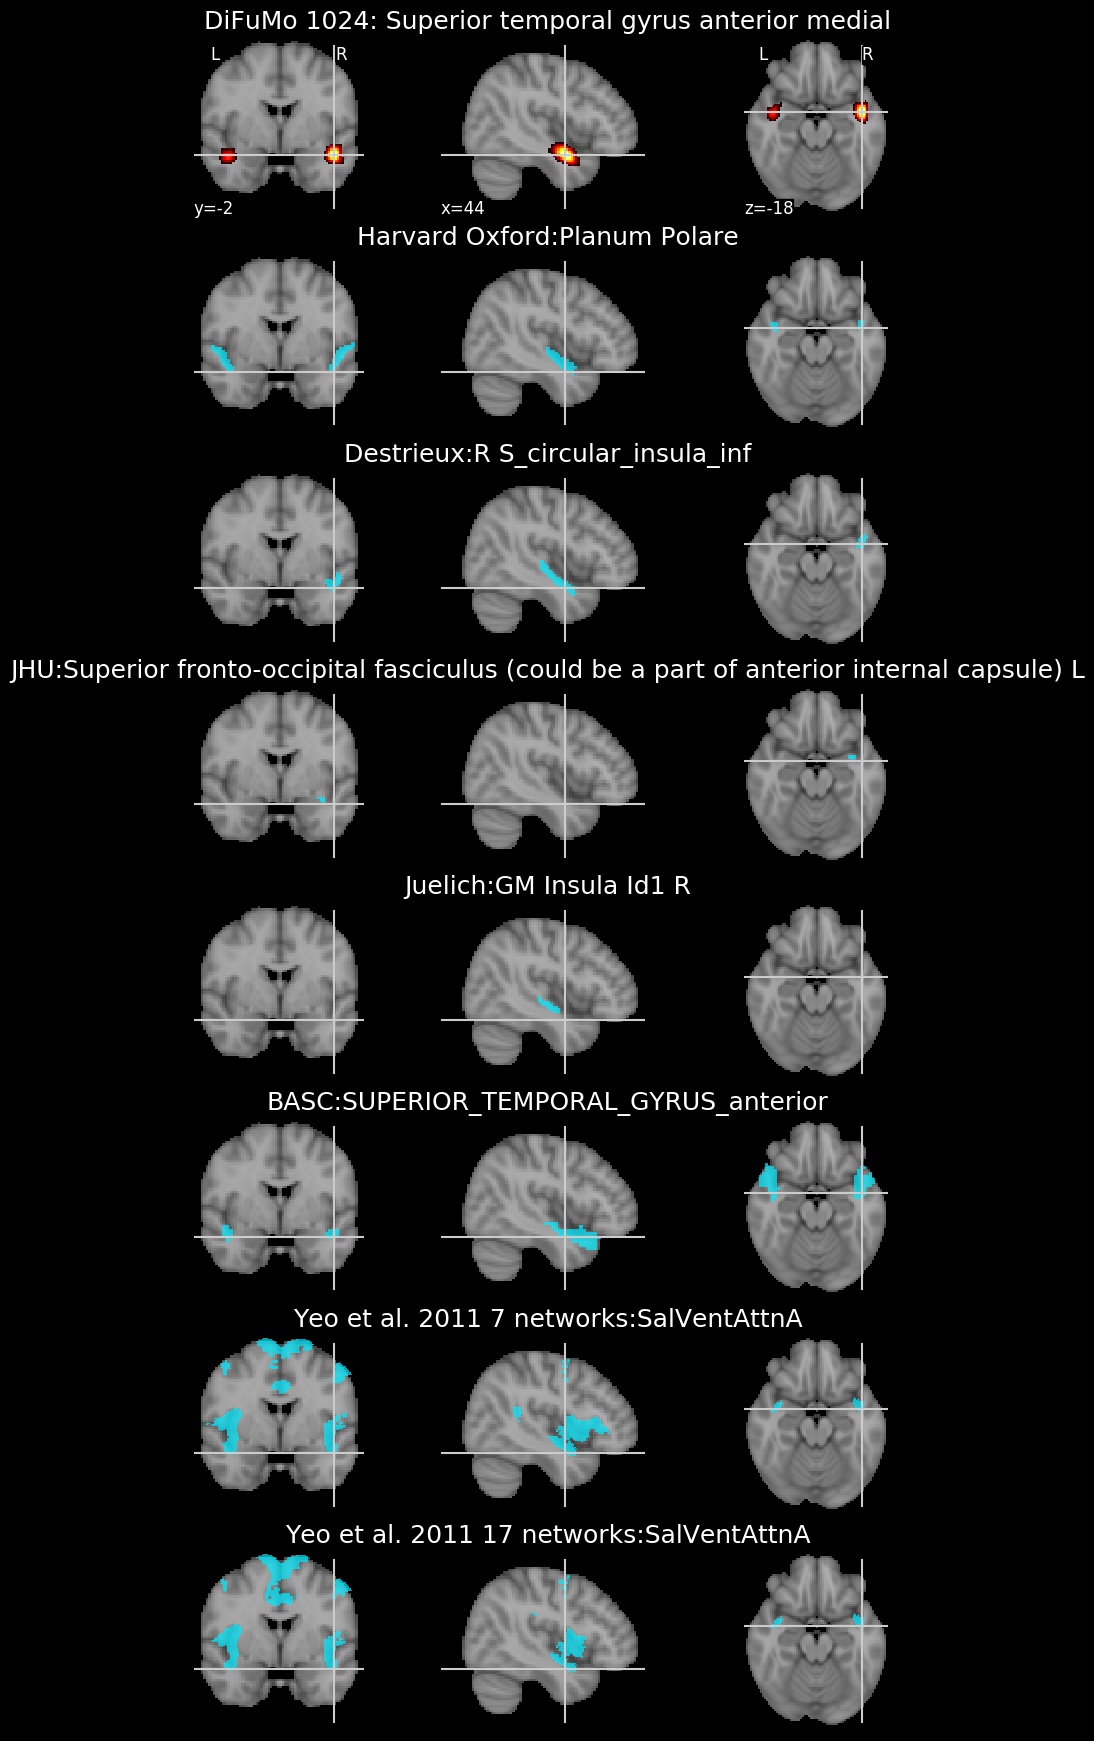 DiFuMo 1024: Superior temporal gyrus anterior medial
L R L R
y=-2 x=44 z=-18
Harvard Oxford:Planum Polare
Destrieux:R S_circular_insula_inf
JHU:Superior fronto-occipital fasciculus (could be a part of anterior internal capsule) L
Juelich:GM Insula Id1 R
BASC:SUPERIOR_TEMPORAL_GYRUS_anterior
Yeo et al. 2011 7 networks:SalVentAttnA
Yeo et al. 2011 17 networks:SalVentAttnA